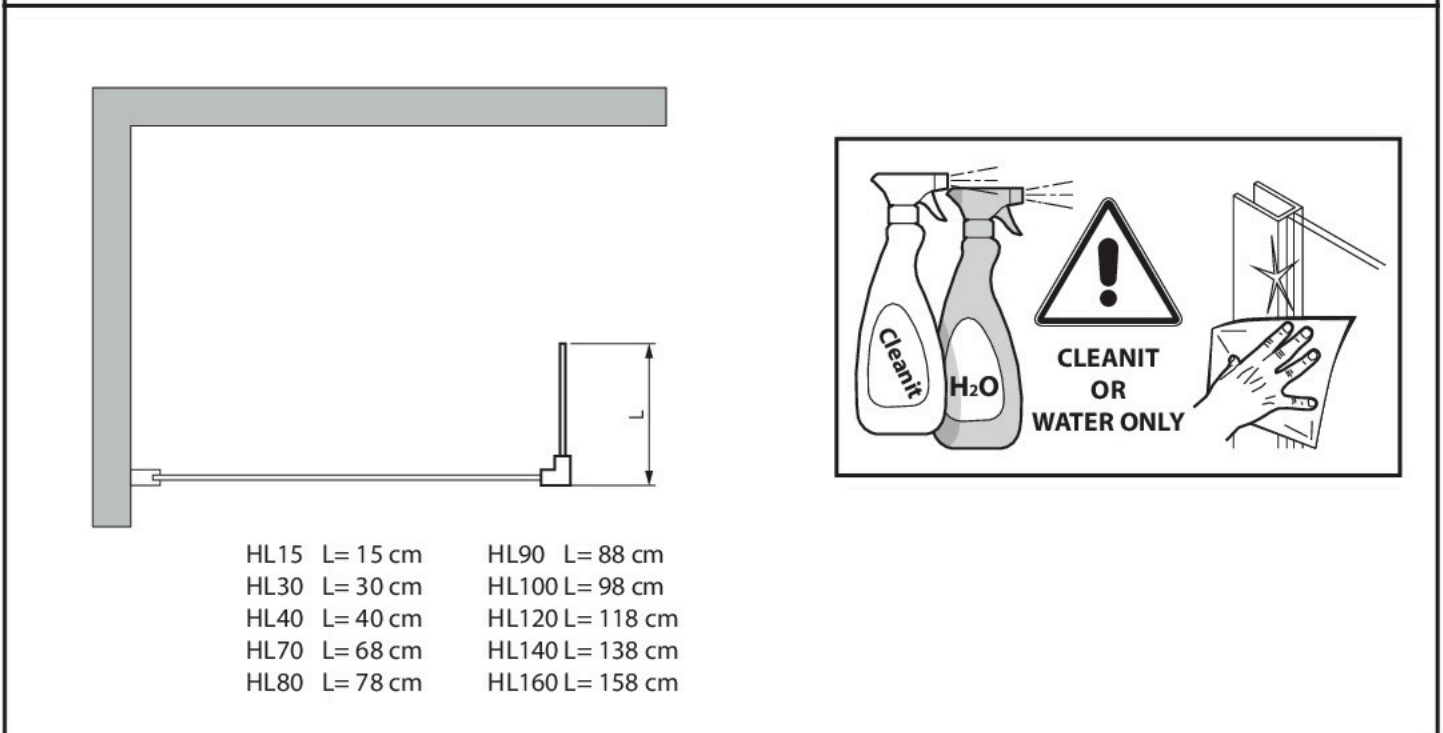 L
HL15 L= 15 cm
HL30 L= 30 cm
HL40 L= 40 cm
HL70 L= 68 cm
HL80 L= 78 cm
HL90 L= 88 cm
HL100 L= 98 cm
HL120 L= 118 cm
HL140 L= 138 cm
HL160 L= 158 cm
Cleanit
H₂O
CLEANIT
OR
WATER ONLY